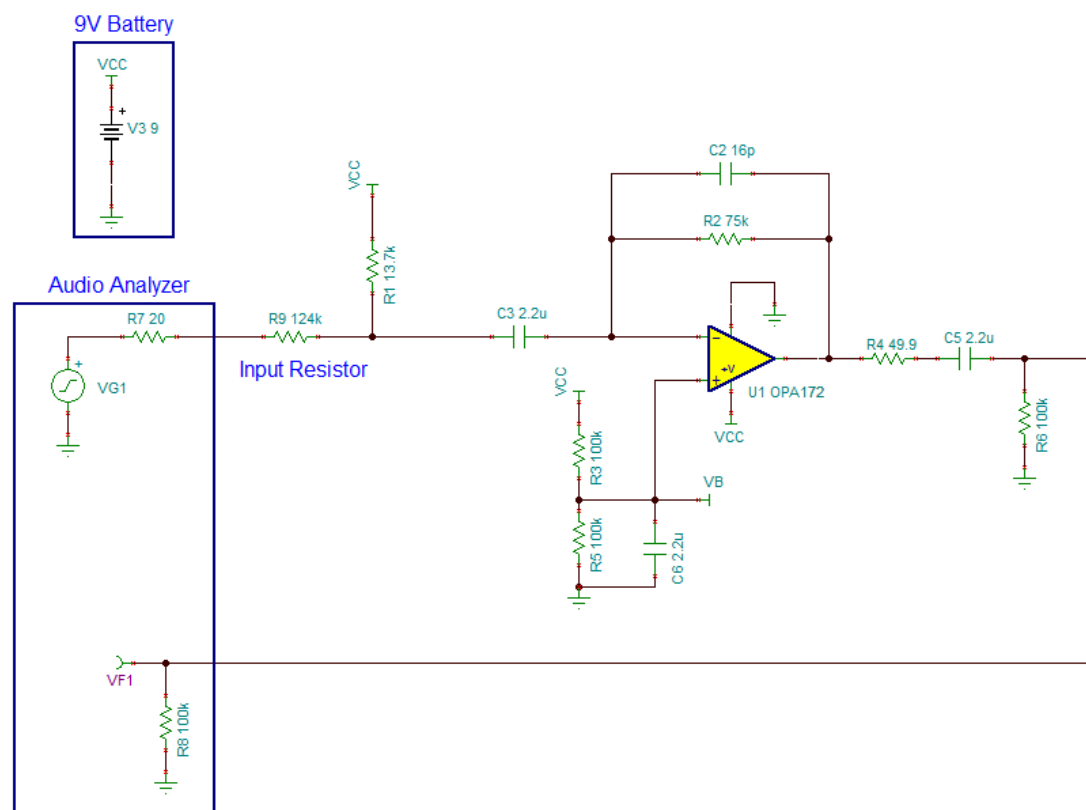 9V Battery
VCC
+
V3 9
Audio Analyzer
R7 20
R9 124k
Input Resistor
+
VG1
VCC
R1 13.7k
C3 2.2u
C2 16p
R2 75k
-
+
+V
U1 OPA172
VCC
R4 49.9
C5 2.2u
R6 100k
VCC
R3 100k
VB
R5 100k
C6 2.2u
VF1
R8 100k